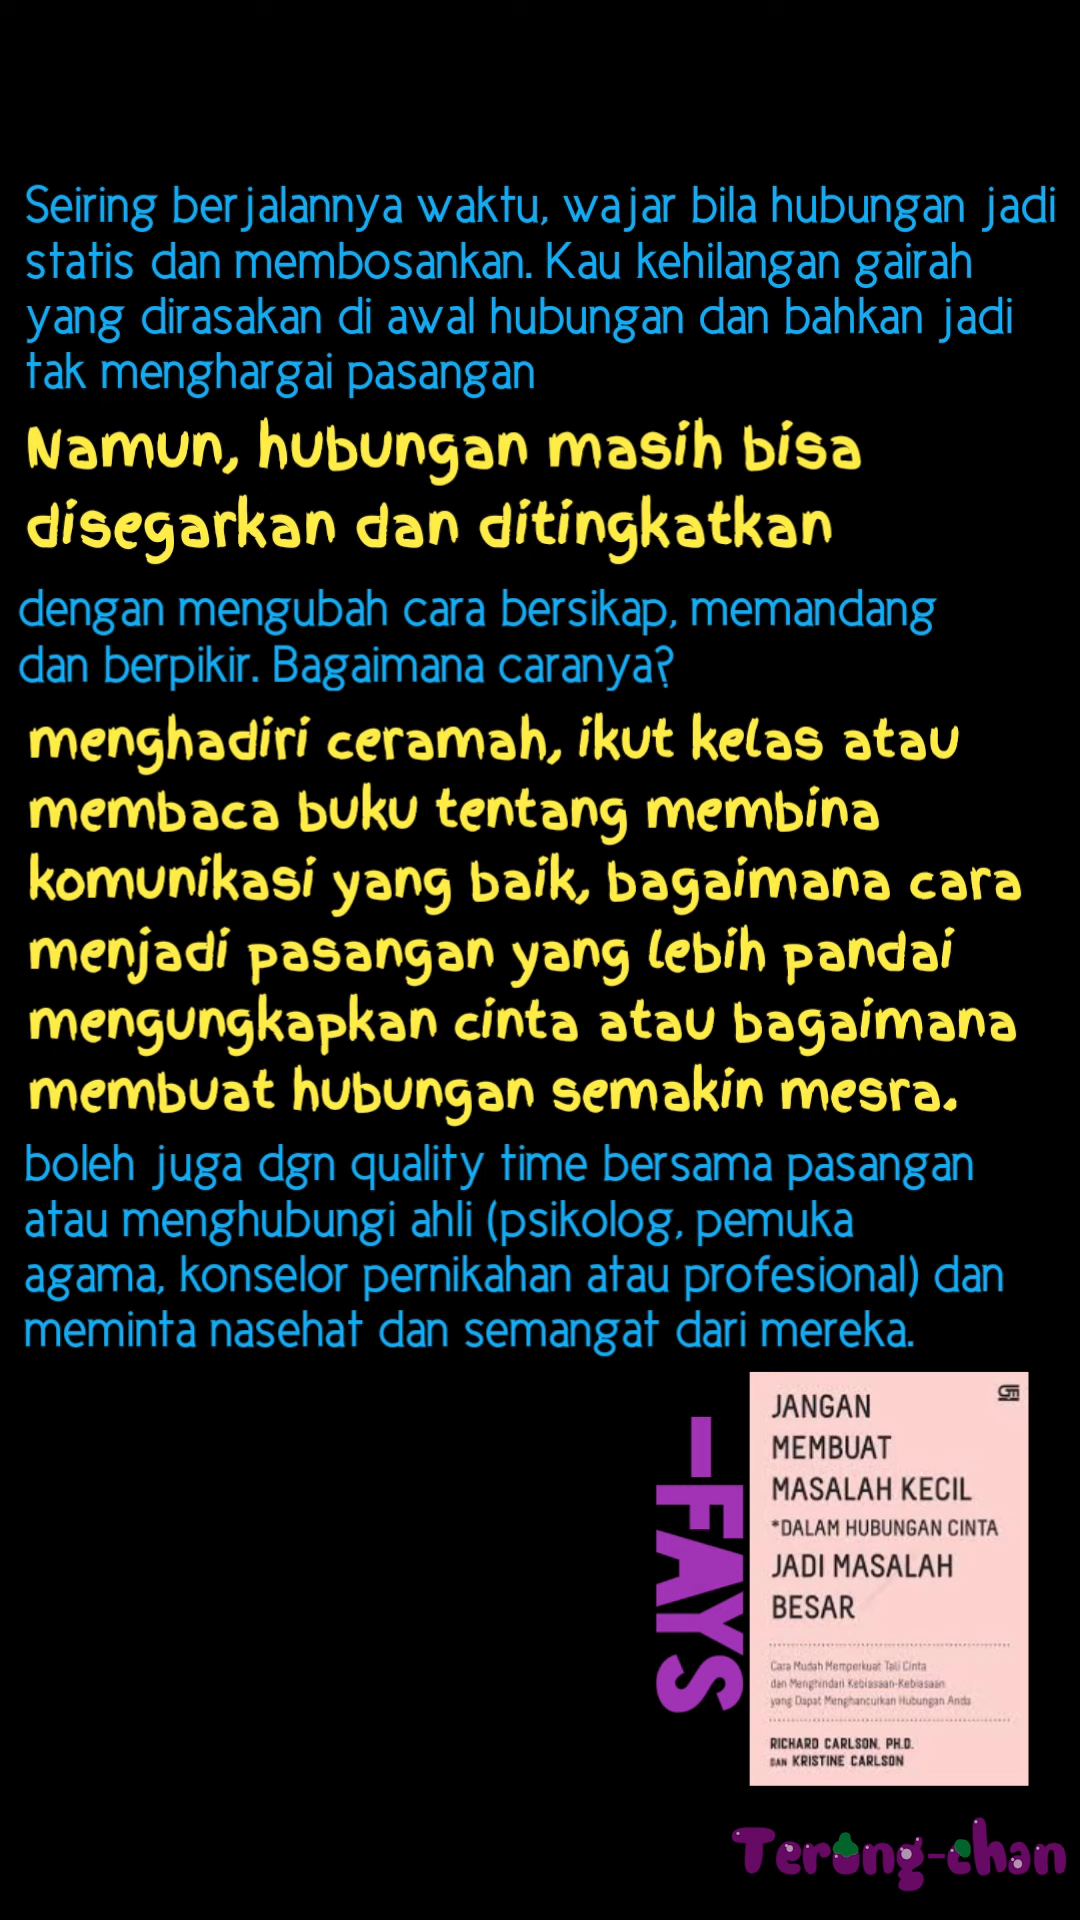 Seiring berjalannya waktu, wajar bila hubungan jadi
statis dan membosankan. Kau kehilangan gairah
yang dirasakan di awal hubungan dan bahkan jadi
tak menghargai pasangan
Namun, hubungan masih bisa
disegarkan dan ditingkatkan
dengan mengubah cara bersikap, memandang
dan berpikir. Bagaimana caranya?
menghadiri ceramah, ikut kelas atau
membaca buku tentang membina
komunikasi yang baik, bagaimana cara
menjadi pasangan yang lebih pandai
mengungkapkan cinta atau bagaimana
membuat hubungan semakin mesra.
boleh juga dgn quality time bersama pasangan
atau menghubungi ahli (psikolog, pemuka
agama, konselor pernikahan atau profesional) dan
meminta nasehat dan semangat dari mereka.
-FAYS
JANGAN
MEMBUAT
MASALAH KECIL
*DALAM HUBUNGAN CINTA
JADI MASALAH
BESAR
Cara Mudah Memperkuat Tali Cinta
dan Menghindari Kebiasaan-Kebiasaan
yang Dapat Menghancurkan Hubungan Anda
RICHARD CARLSON, PH.D.
DAN KRISTINE CARLSON
Terong-chan